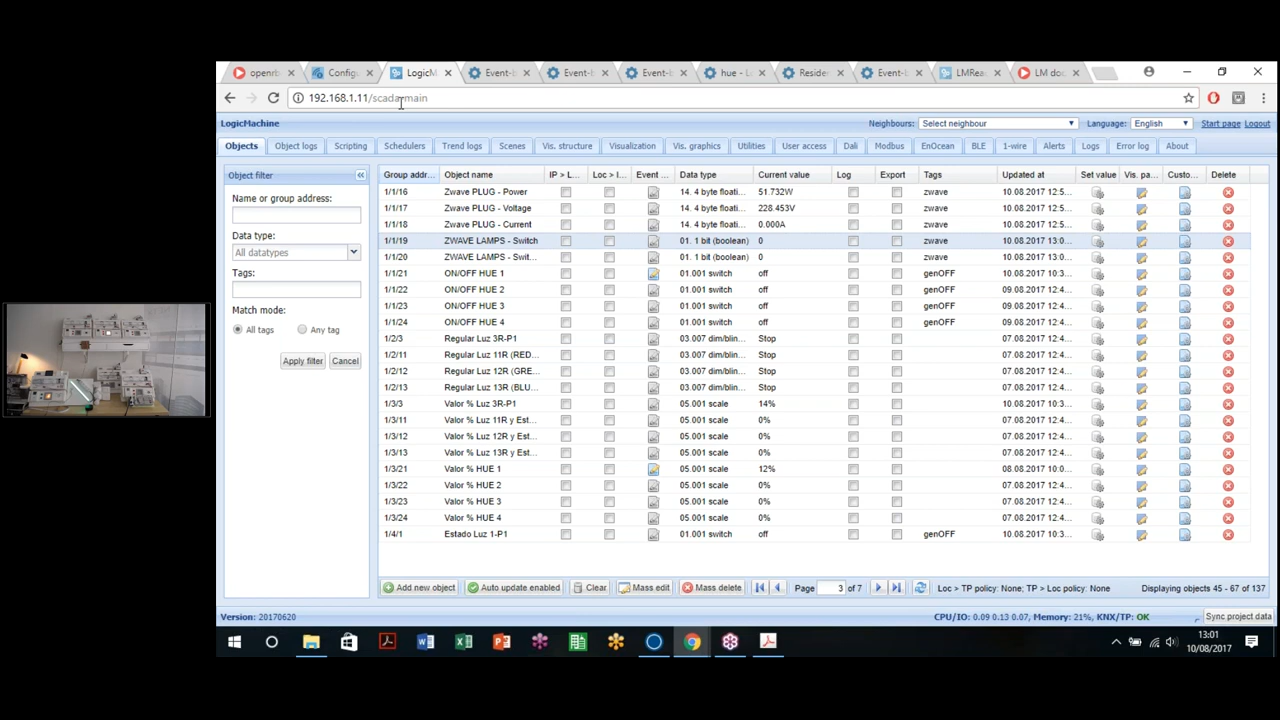 openrb
Config
LogicM
Event-b
Event-b
Event-b
hue - L
Reside
Event-b
LMRea
LM do
192.168.1.11/scada-main
LogicMachine
Neighbours: Select neighbour Language: English Start page Logout
Objects Object logs Scripting Schedulers Trend logs Scenes Vis. structure Visualization Vis. graphics Utilities User access Dali Modbus EnOcean BLE 1-wire Alerts Logs Error log About
Object filter
Name or group address:
Data type:
All datatypes
Tags:
Match mode:
All tags Any tag
Apply filter Cancel
Group addr... Object name IP > L... Loc > I... Event ... Data type Current value Log Export Tags Updated at Set value Vis. pa... Custo... Delete
1/1/16 Zwave PLUG - Power 14. 4 byte floati... 51.732W zwave 10.08.2017 12:5...
1/1/17 Zwave PLUG - Voltage 14. 4 byte floati... 228.453V zwave 10.08.2017 12:5...
1/1/18 Zwave PLUG - Current 14. 4 byte floati... 0.000A zwave 10.08.2017 12:5...
1/1/19 ZWAVE LAMPS - Switch 01. 1 bit (boolean) 0 zwave 10.08.2017 13:0...
1/1/20 ZWAVE LAMPS - Swit... 01. 1 bit (boolean) 0 zwave 10.08.2017 13:0...
1/1/21 ON/OFF HUE 1 01.001 switch off genOFF 10.08.2017 10:3...
1/1/22 ON/OFF HUE 2 01.001 switch off genOFF 09.08.2017 12:4...
1/1/23 ON/OFF HUE 3 01.001 switch off genOFF 09.08.2017 12:4...
1/1/24 ON/OFF HUE 4 01.001 switch off genOFF 09.08.2017 12:4...
1/2/3 Regular Luz 3R-P1 03.007 dim/blin... Stop 10.08.2017 10:3...
1/2/11 Regular Luz 11R (RED... 03.007 dim/blin... Stop 07.08.2017 12:4...
1/2/12 Regular Luz 12R (GRE... 03.007 dim/blin... Stop 07.08.2017 12:4...
1/2/13 Regular Luz 13R (BLU... 03.007 dim/blin... Stop 07.08.2017 12:4...
1/3/3 Valor % Luz 3R-P1 05.001 scale 14% 10.08.2017 10:3...
1/3/11 Valor % Luz 11R y Est... 05.001 scale 0% 07.08.2017 12:4...
1/3/12 Valor % Luz 12R y Est... 05.001 scale 0% 07.08.2017 12:4...
1/3/13 Valor % Luz 13R y Est... 05.001 scale 0% 07.08.2017 12:4...
1/3/21 Valor % HUE 1 05.001 scale 12% 08.08.2017 10:0...
1/3/22 Valor % HUE 2 05.001 scale 0% 07.08.2017 12:4...
1/3/23 Valor % HUE 3 05.001 scale 0% 07.08.2017 12:4...
1/3/24 Valor % HUE 4 05.001 scale 0% 07.08.2017 12:4...
1/4/1 Estado Luz 1-P1 01.001 switch off genOFF 10.08.2017 10:3...
Add new object Auto update enabled Clear Mass edit Mass delete Page 3 of 7 Loc > TP policy: None; TP > Loc policy: None Displaying objects 45 - 67 of 137
Version: 20170620 CPU/IO: 0.09 0.13 0.07, Memory: 21%, KNX/TP: OK Sync project data
13:01
10/08/2017